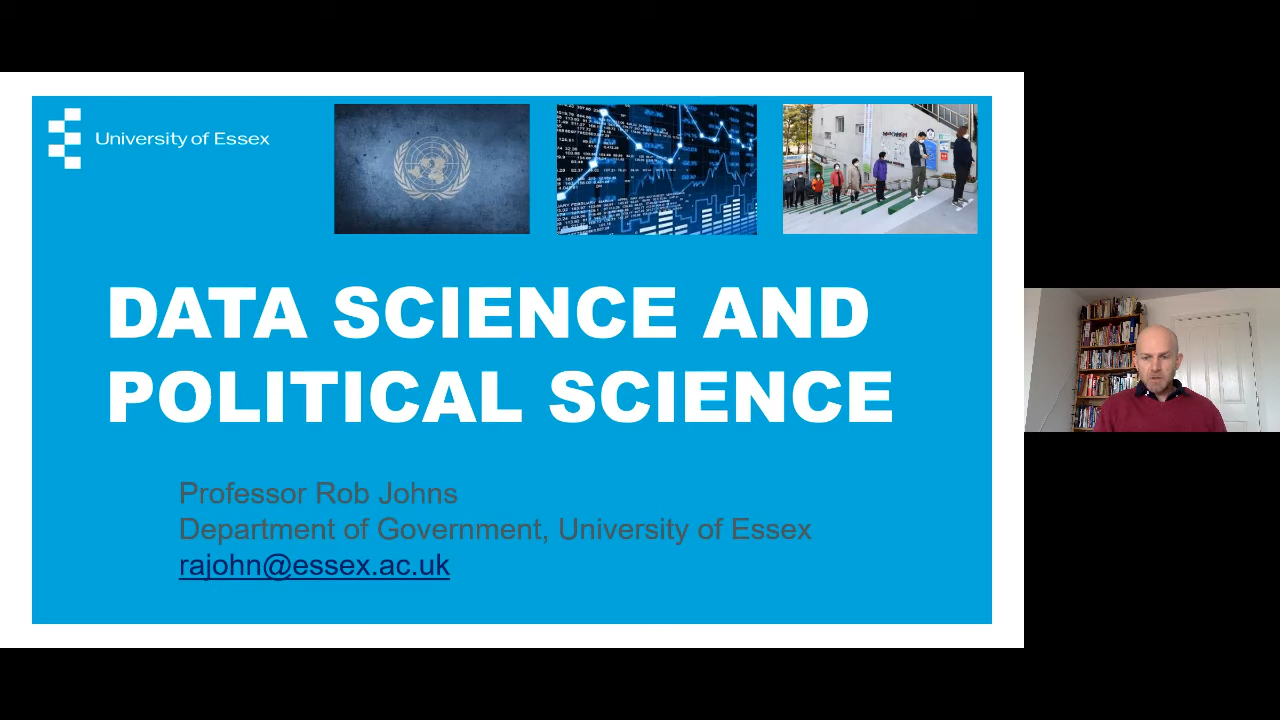 University of Essex
DATA SCIENCE AND
POLITICAL SCIENCE
Professor Rob Johns
Department of Government, University of Essex
rajohn@essex.ac.uk